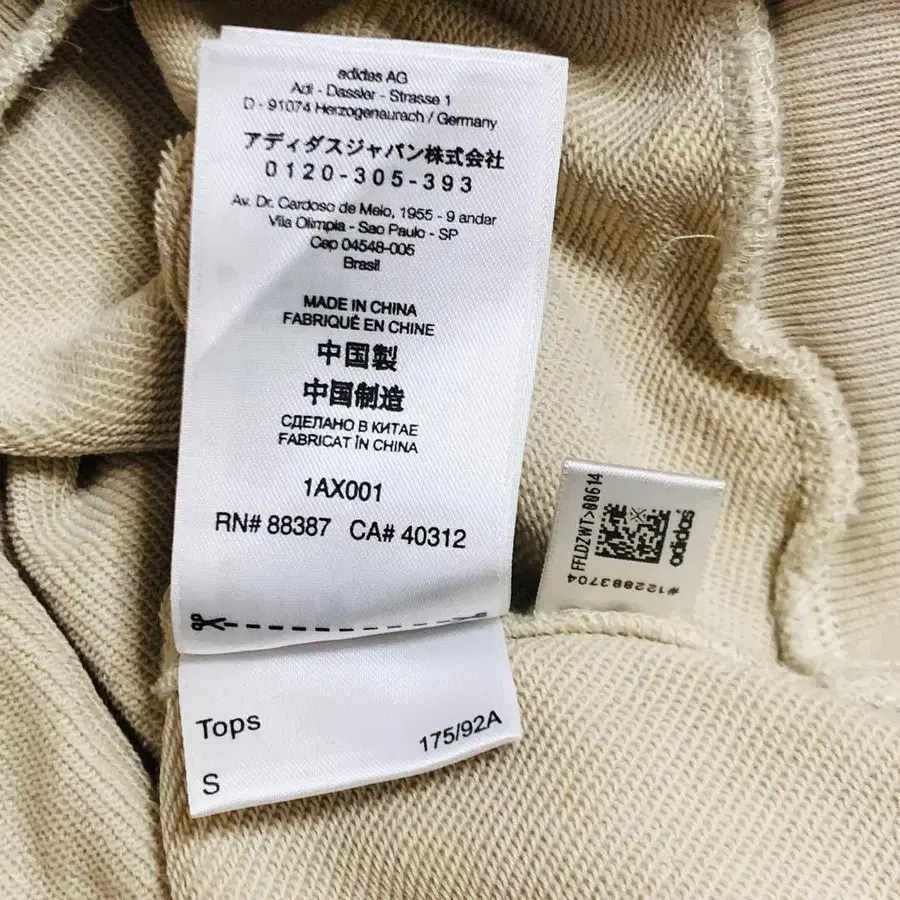 adidas AG
Adi - Dassler - Strasse 1
D - 91074 Herzogenaurach / Germany
アディダスジャパン株式会社
0120-305-393
Av. Dr. Cardoso de Melo, 1955 - 9 andar
Vila Olimpia - Sao Paulo - SP
Cep 04548-005
Brasil
MADE IN CHINA
FABRIQUÉ EN CHINE
中国製
中国制造
СДЕЛАНО В КИТАЕ
FABRICAT ÎN CHINA
1AX001
RN# 88387 CA# 40312
Tops
175/92A
S
FFLDZWT>00614
adidas
#122883704